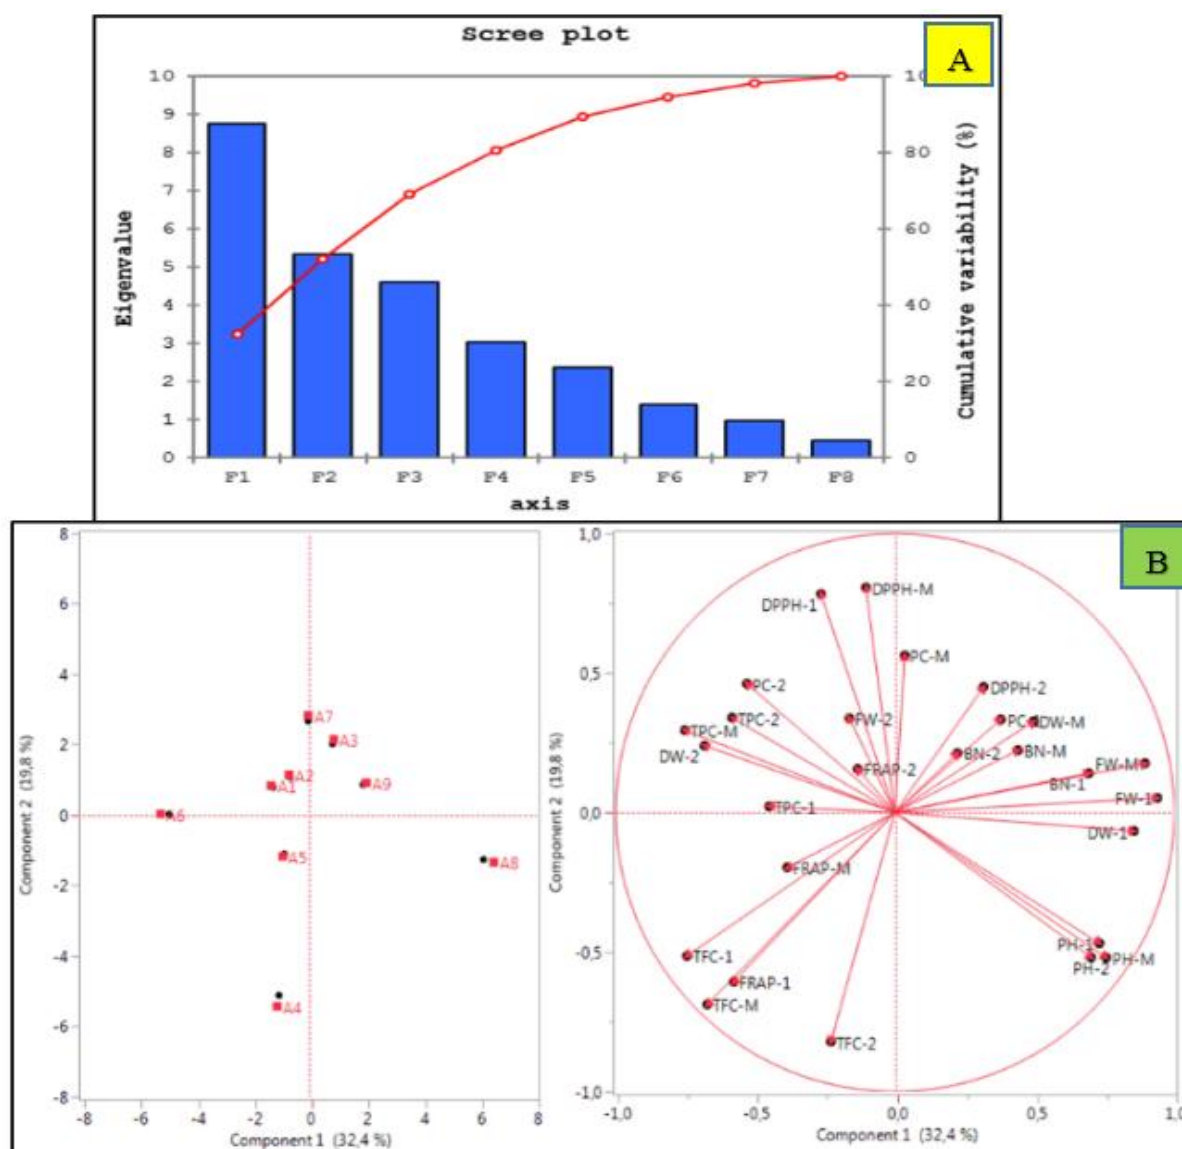 Scree plot
A
10
9
8
7
6
5
4
3
2
1
0
Eigenvalue
80
60
40
20
0
Cumulative variability (%)
F1 F2 F3 F4 F5 F6 F7 F8
axis
B
8
6
4
2
0
-2
-4
-6
-8
Component 2 (19,8 %)
A7
A3
A2
A1
A9
A6
A5
A8
A4
-8 -6 -4 -2 0 2 4 6 8
Component 1 (32,4 %)
1,0
0,5
0,0
-0,5
-1,0
Component 2 (19,8 %)
DPPH-1
DPPH-M
PC-M
PC-2
DPPH-2
TPC-2
FW-2
DW-M
TPC-M
DW-2
BN-2
BN-M
FRAP-2
FW-M
BN-1
FW-1
TPC-1
DW-1
FRAP-M
PH-1
PH-M
PH-2
TFC-1
FRAP-1
TFC-M
TFC-2
-1,0 -0,5 0,0 0,5 1,0
Component 1 (32,4 %)